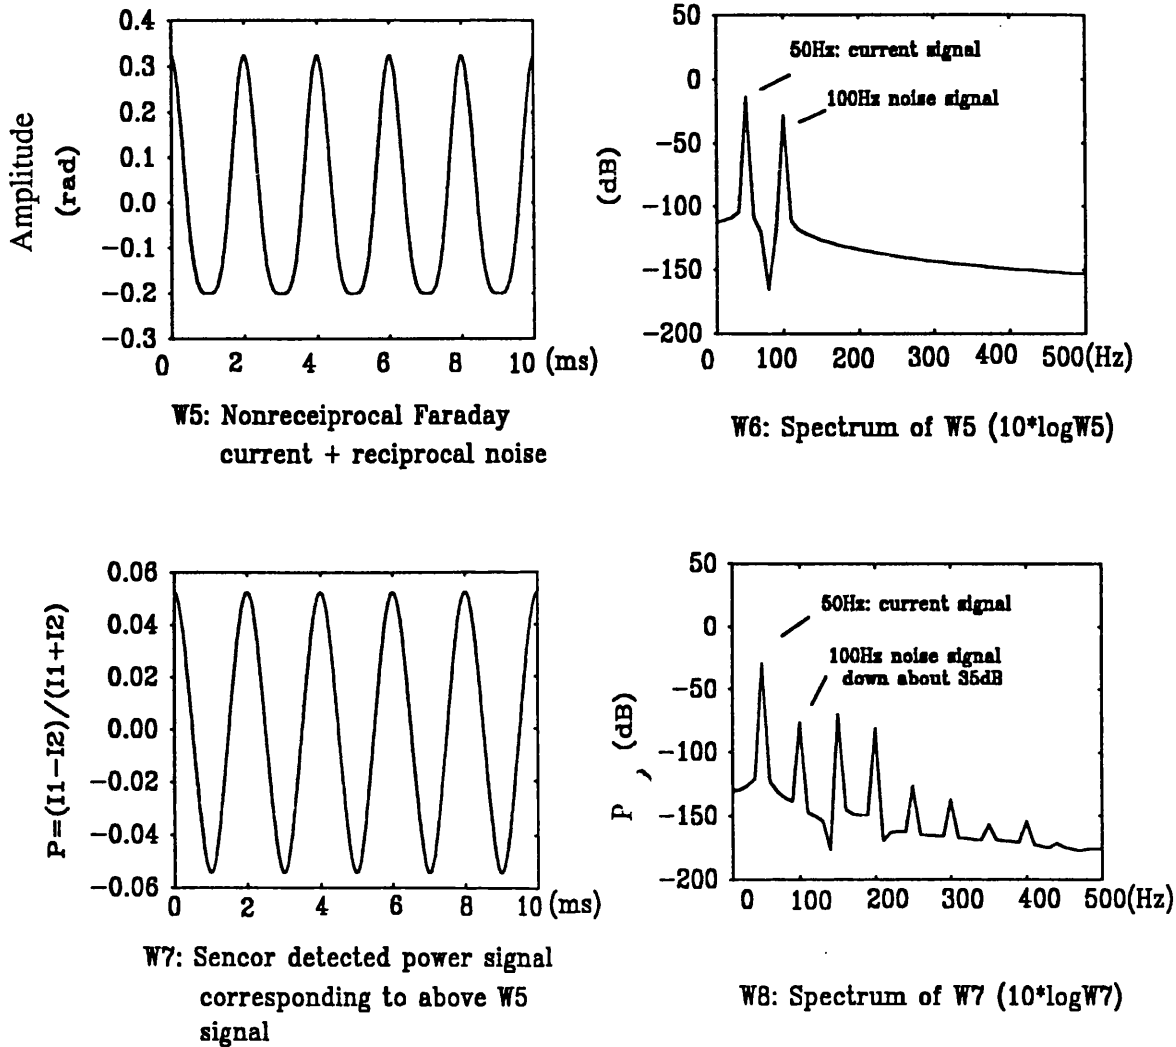 0.4
0.3
0.2
0.1
0.0
−0.1
−0.2
−0.3
Amplitude
(rad)
0 2 4 6 8 10 (ms)
W5: Nonreceiprocal Faraday
current + reciprocal noise
50
0
−50
−100
−150
−200
(dB)
50Hz: current signal
100Hz noise signal
0 100 200 300 400 500(Hz)
W6: Spectrum of W5 (10*logW5)
0.06
0.04
0.02
0.00
−0.02
−0.04
−0.06
P=(I1−I2)/(I1+I2)
0 2 4 6 8 10 (ms)
W7: Sencor detected power signal
corresponding to above W5
signal
50
0
−50
−100
−150
−200
P , (dB)
50Hz: current signal
100Hz noise signal
down about 35dB
0 100 200 300 400 500(Hz)
W8: Spectrum of W7 (10*logW7)